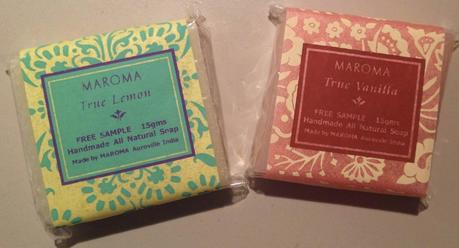 MAROMA
True Lemon
FREE SAMPLE 15gms
Handmade All Natural Soap
Made by MAROMA Auroville India
MAROMA
True Vanilla
FREE SAMPLE 15gms
Handmade All Natural Soap
Made by MAROMA Auroville India